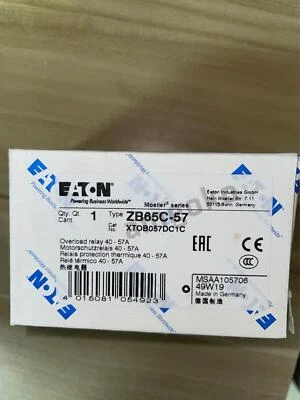 EATON
Powering Business Worldwide
Moeller® series
Eaton Industries GmbH
Hein-Moeller-Str. 7-11
53115 Bonn, Germany
Qty. Qt. 1 Type ZB65C-57
Cant. Cat No XTOB057DC1C
Overload relay 40 - 57A
Motorschutzrelais 40 - 57A
Relais protection thermique 40 - 57A
Relé térmico 40 - 57A
热继电器
EAC
CCC
4 015081 054923
MSAA105706
49W19
Made in Germany
德国制造